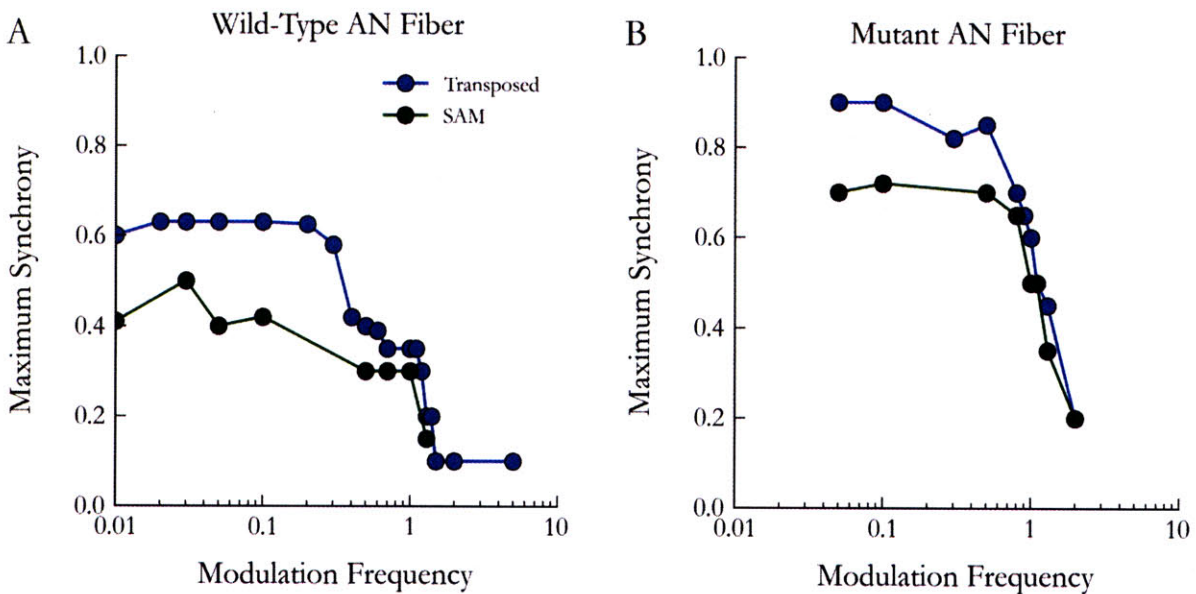 A
Wild-Type AN Fiber
1.0
0.8
0.6
0.4
0.2
0.0
0.01
0.1
1
10
Maximum Synchrony
Modulation Frequency
Transposed
SAM
B
Mutant AN Fiber
1.0
0.8
0.6
0.4
0.2
0.0
0.01
0.1
1
10
Maximum Synchrony
Modulation Frequency